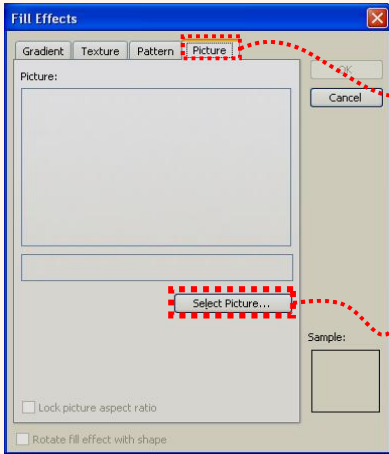 Fill Effects
Gradient Texture Pattern Picture
Picture:
OK
Cancel
Select Picture...
Sample:
Lock picture aspect ratio
Rotate fill effect with shape